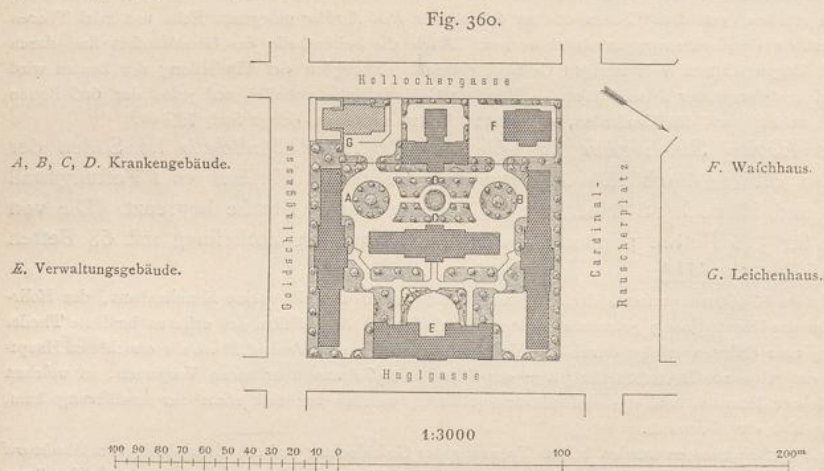 Fig. 360.
Hollochergasse
G
F
A, B, C, D. Krankengebäude.
F. Waſchhaus.
Goldschlaggasse
Cardinal-
Rauscherplatz
D
A
B
E. Verwaltungsgebäude.
G. Leichenhaus.
E
Huglgasse
1:3000
100 90 80 70 60 50 40 30 20 10 0 100 200m